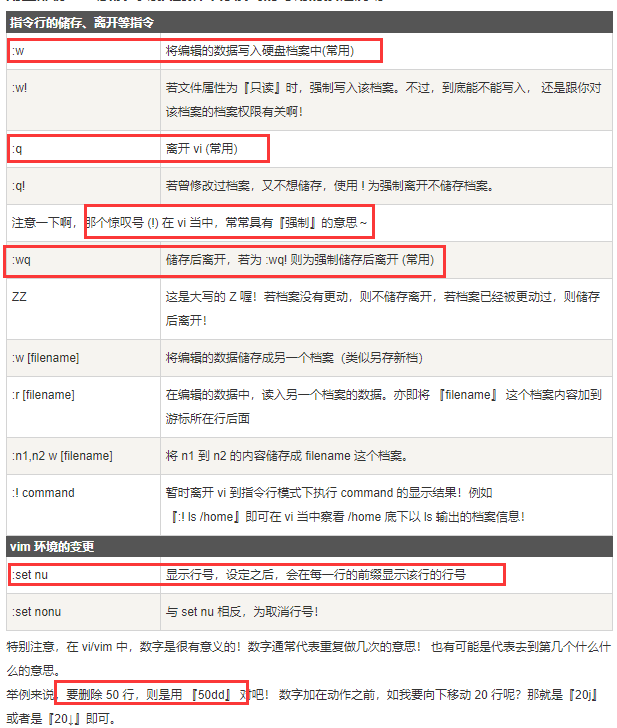 指令行的储存、离开等指令
:w 将编辑的数据写入硬盘档案中(常用)
:w! 若文件属性为『只读』时，强制写入该档案。不过，到底能不能写入， 还是跟你对
该档案的档案权限有关啊！
:q 离开 vi (常用)
:q! 若曾修改过档案，又不想储存，使用 ! 为强制离开不储存档案。
注意一下啊，那个惊叹号 (!) 在 vi 当中，常常具有『强制』的意思～
:wq 储存后离开，若为 :wq! 则为强制储存后离开 (常用)
ZZ 这是大写的 Z 喔！若档案没有更动，则不储存离开，若档案已经被更动过，则储存
后离开！
:w [filename] 将编辑的数据储存成另一个档案（类似另存新档）
:r [filename] 在编辑的数据中，读入另一个档案的数据。亦即将 『filename』 这个档案内容加到
游标所在行后面
:n1,n2 w [filename] 将 n1 到 n2 的内容储存成 filename 这个档案。
:! command 暂时离开 vi 到指令行模式下执行 command 的显示结果！例如
『:! ls /home』即可在 vi 当中察看 /home 底下以 ls 输出的档案信息！
vim 环境的变更
:set nu 显示行号，设定之后，会在每一行的前缀显示该行的行号
:set nonu 与 set nu 相反，为取消行号！
特别注意，在 vi/vim 中，数字是很有意义的！数字通常代表重复做几次的意思！ 也有可能是代表去到第几个什么什
么的意思。
举例来说，要删除 50 行，则是用 『50dd』 对吧！ 数字加在动作之前，如我要向下移动 20 行呢？那就是『20j』
或者是『20↓』即可。